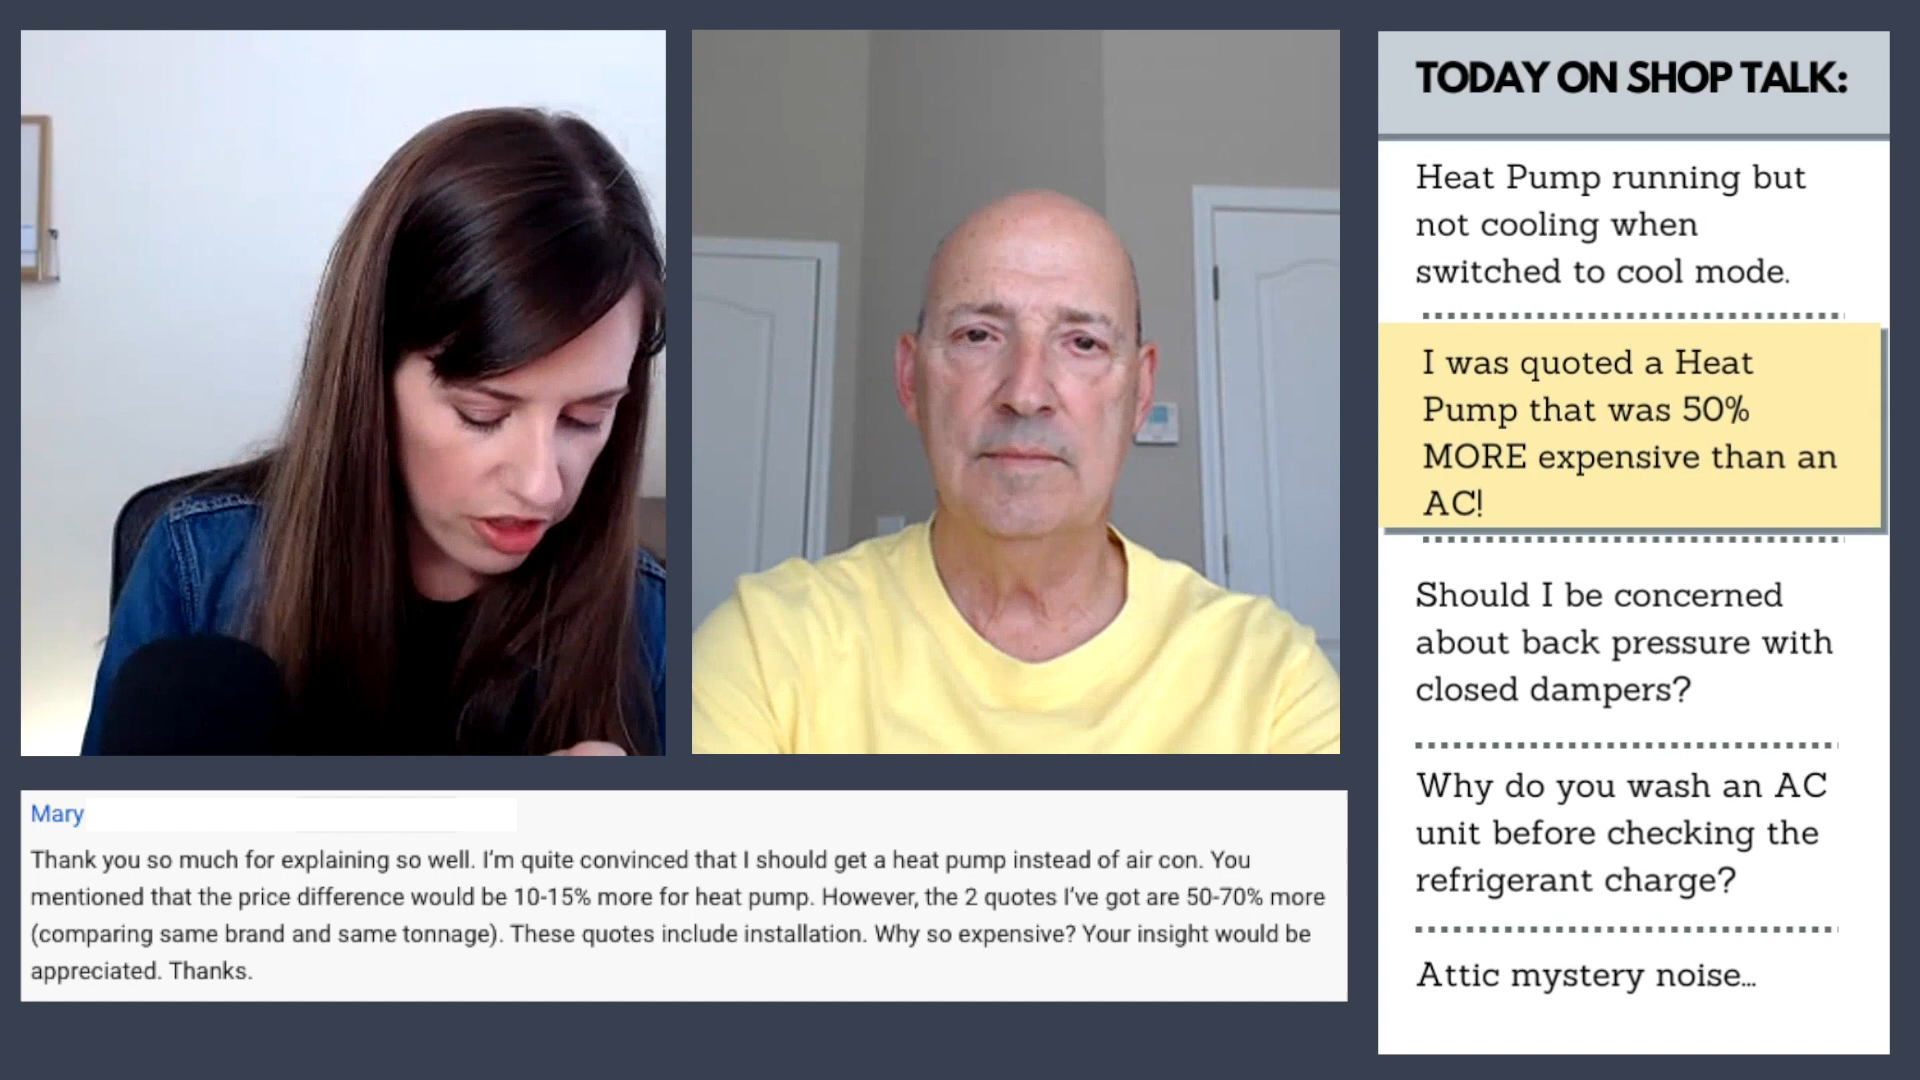 TODAY ON SHOP TALK:
Heat Pump running but
not cooling when
switched to cool mode.
I was quoted a Heat
Pump that was 50%
MORE expensive than an
AC!
Should I be concerned
about back pressure with
closed dampers?
Why do you wash an AC
unit before checking the
refrigerant charge?
Attic mystery noise...
Mary
Thank you so much for explaining so well. I'm quite convinced that I should get a heat pump instead of air con. You
mentioned that the price difference would be 10-15% more for heat pump. However, the 2 quotes I've got are 50-70% more
(comparing same brand and same tonnage). These quotes include installation. Why so expensive? Your insight would be
appreciated. Thanks.